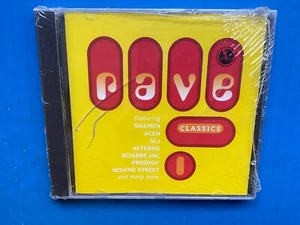 rave
CLASSICS
1
featuring
SHAMEN
ACEN
SL2
ALTERN8
BIZARRE INC
PRODIGY
SESAME STREET
and many more